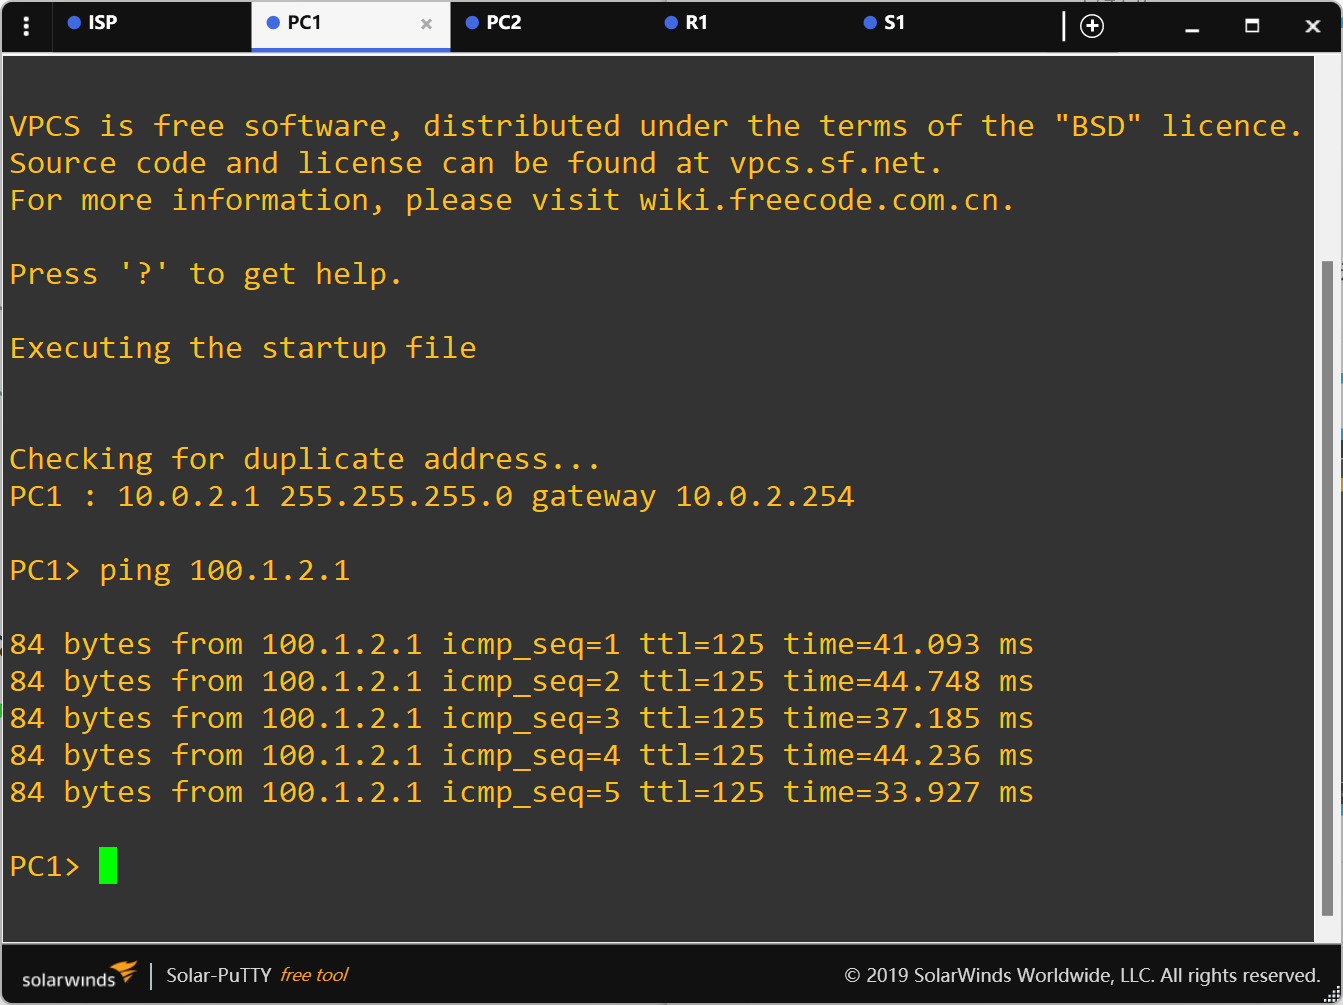 ISP
PC1
PC2
R1
S1
VPCS is free software, distributed under the terms of the "BSD" licence.
Source code and license can be found at vpcs.sf.net.
For more information, please visit wiki.freecode.com.cn.
Press '?' to get help.
Executing the startup file
Checking for duplicate address...
PC1 : 10.0.2.1 255.255.255.0 gateway 10.0.2.254
PC1> ping 100.1.2.1
84 bytes from 100.1.2.1 icmp_seq=1 ttl=125 time=41.093 ms
84 bytes from 100.1.2.1 icmp_seq=2 ttl=125 time=44.748 ms
84 bytes from 100.1.2.1 icmp_seq=3 ttl=125 time=37.185 ms
84 bytes from 100.1.2.1 icmp_seq=4 ttl=125 time=44.236 ms
84 bytes from 100.1.2.1 icmp_seq=5 ttl=125 time=33.927 ms
PC1>
solarwinds
Solar-PuTTY free tool
© 2019 SolarWinds Worldwide, LLC. All rights reserved.